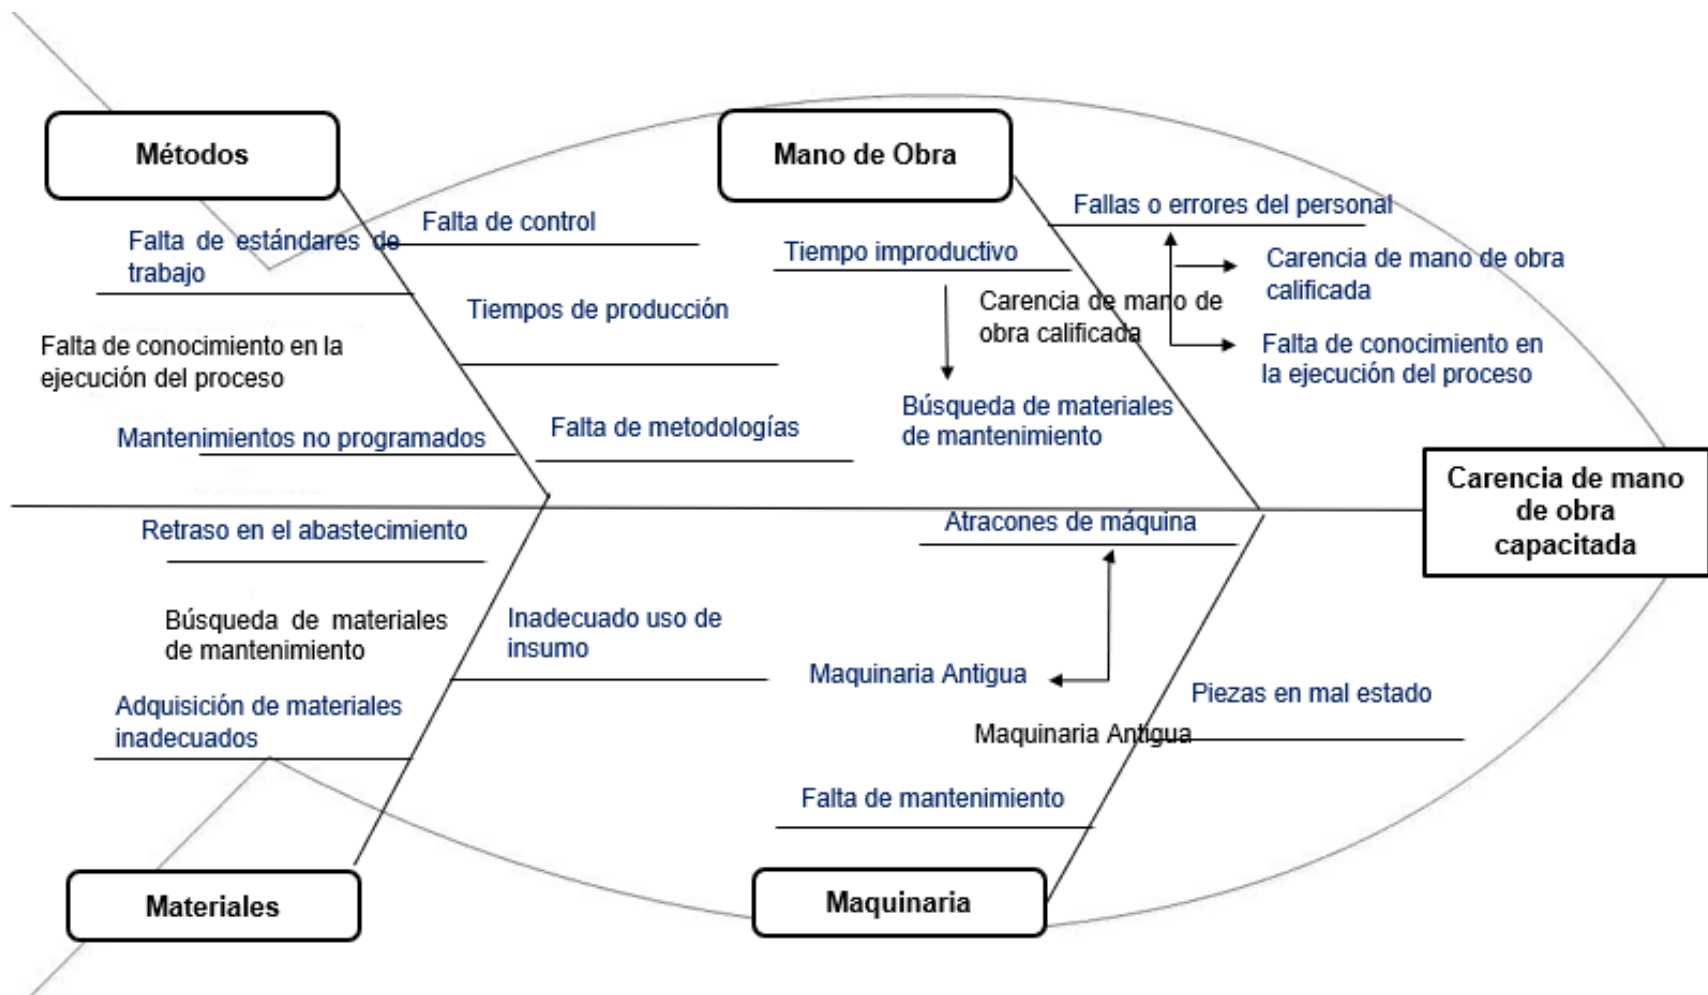 Métodos
Mano de Obra
Falta de estándares de
trabajo
Falta de control
Tiempos de producción
Falta de conocimiento en la
ejecución del proceso
Mantenimientos no programados
Falta de metodologías
Fallas o errores del personal
Tiempo improductivo
Carencia de mano de
obra calificada
Carencia de mano de obra
calificada
Falta de conocimiento en
la ejecución del proceso
Búsqueda de materiales
de mantenimiento
Carencia de mano
de obra
capacitada
Retraso en el abastecimiento
Búsqueda de materiales
de mantenimiento
Inadecuado uso de
insumo
Adquisición de materiales
inadecuados
Atracones de máquina
Maquinaria Antigua
Piezas en mal estado
Maquinaria Antigua
Falta de mantenimiento
Materiales
Maquinaria